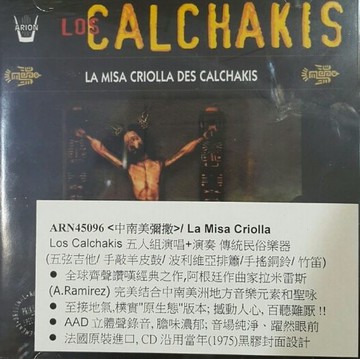 ARION
LOS CALCHAKIS
LA MISA CRIOLLA DES CALCHAKIS
ARN45096 <中南美彌撒>/ La Misa Criolla
Los Calchakis 五人組演唱+演奏 傳統民俗樂器
(五弦吉他/ 手敲羊皮鼓/ 波利維亞排簫/手搖銅鈴/ 竹笛)
● 全球齊聲讚嘆經典之作,阿根廷作曲家拉米雷斯
(A.Ramirez) 完美結合中南美洲地方音樂元素和聖咏
● 至接地氣,樸實"原生態"版本; 撼動人心, 百聽難厭 !!
● AAD 立體聲錄音, 膽味濃郁; 音場純淨、躍然眼前
● 法國原裝進口, CD 沿用當年(1975)黑膠封面設計